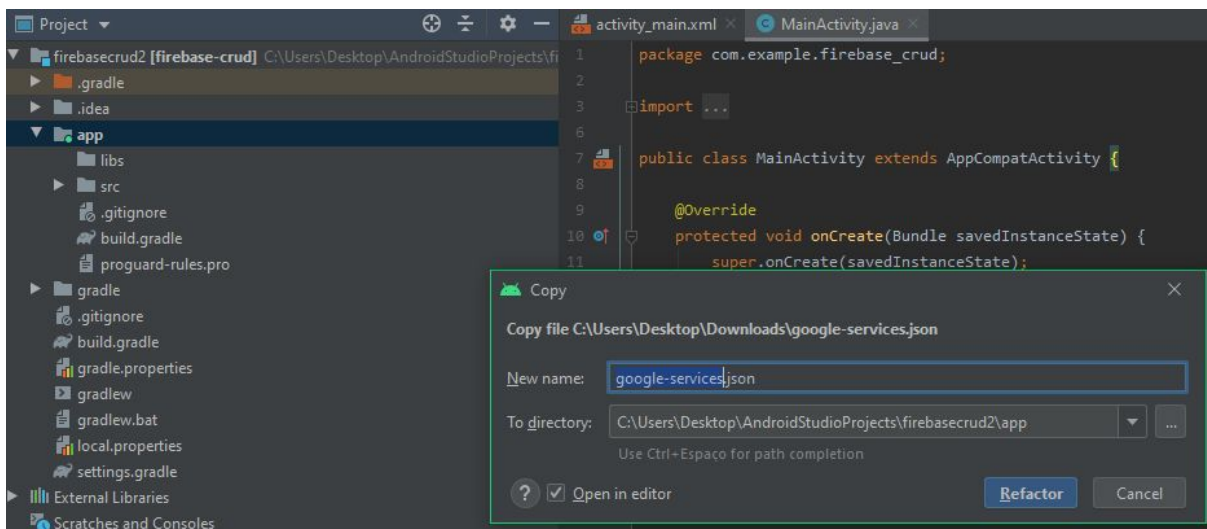 Project
firebasecrud2 [firebase-crud] C:\Users\Desktop\AndroidStudioProjects\fi
.gradle
.idea
app
libs
src
.gitignore
build.gradle
proguard-rules.pro
gradle
.gitignore
build.gradle
gradle.properties
gradlew
gradlew.bat
local.properties
settings.gradle
External Libraries
Scratches and Consoles
activity_main.xml
MainActivity.java
1 package com.example.firebase_crud;
2
3 import ...
6
7 public class MainActivity extends AppCompatActivity {
8
9 @Override
10 protected void onCreate(Bundle savedInstanceState) {
11 super.onCreate(savedInstanceState);
Copy
Copy file C:\Users\Desktop\Downloads\google-services.json
New name: google-services.json
To directory: C:\Users\Desktop\AndroidStudioProjects\firebasecrud2\app
Use Ctrl+Espaço for path completion
? Open in editor
Refactor
Cancel